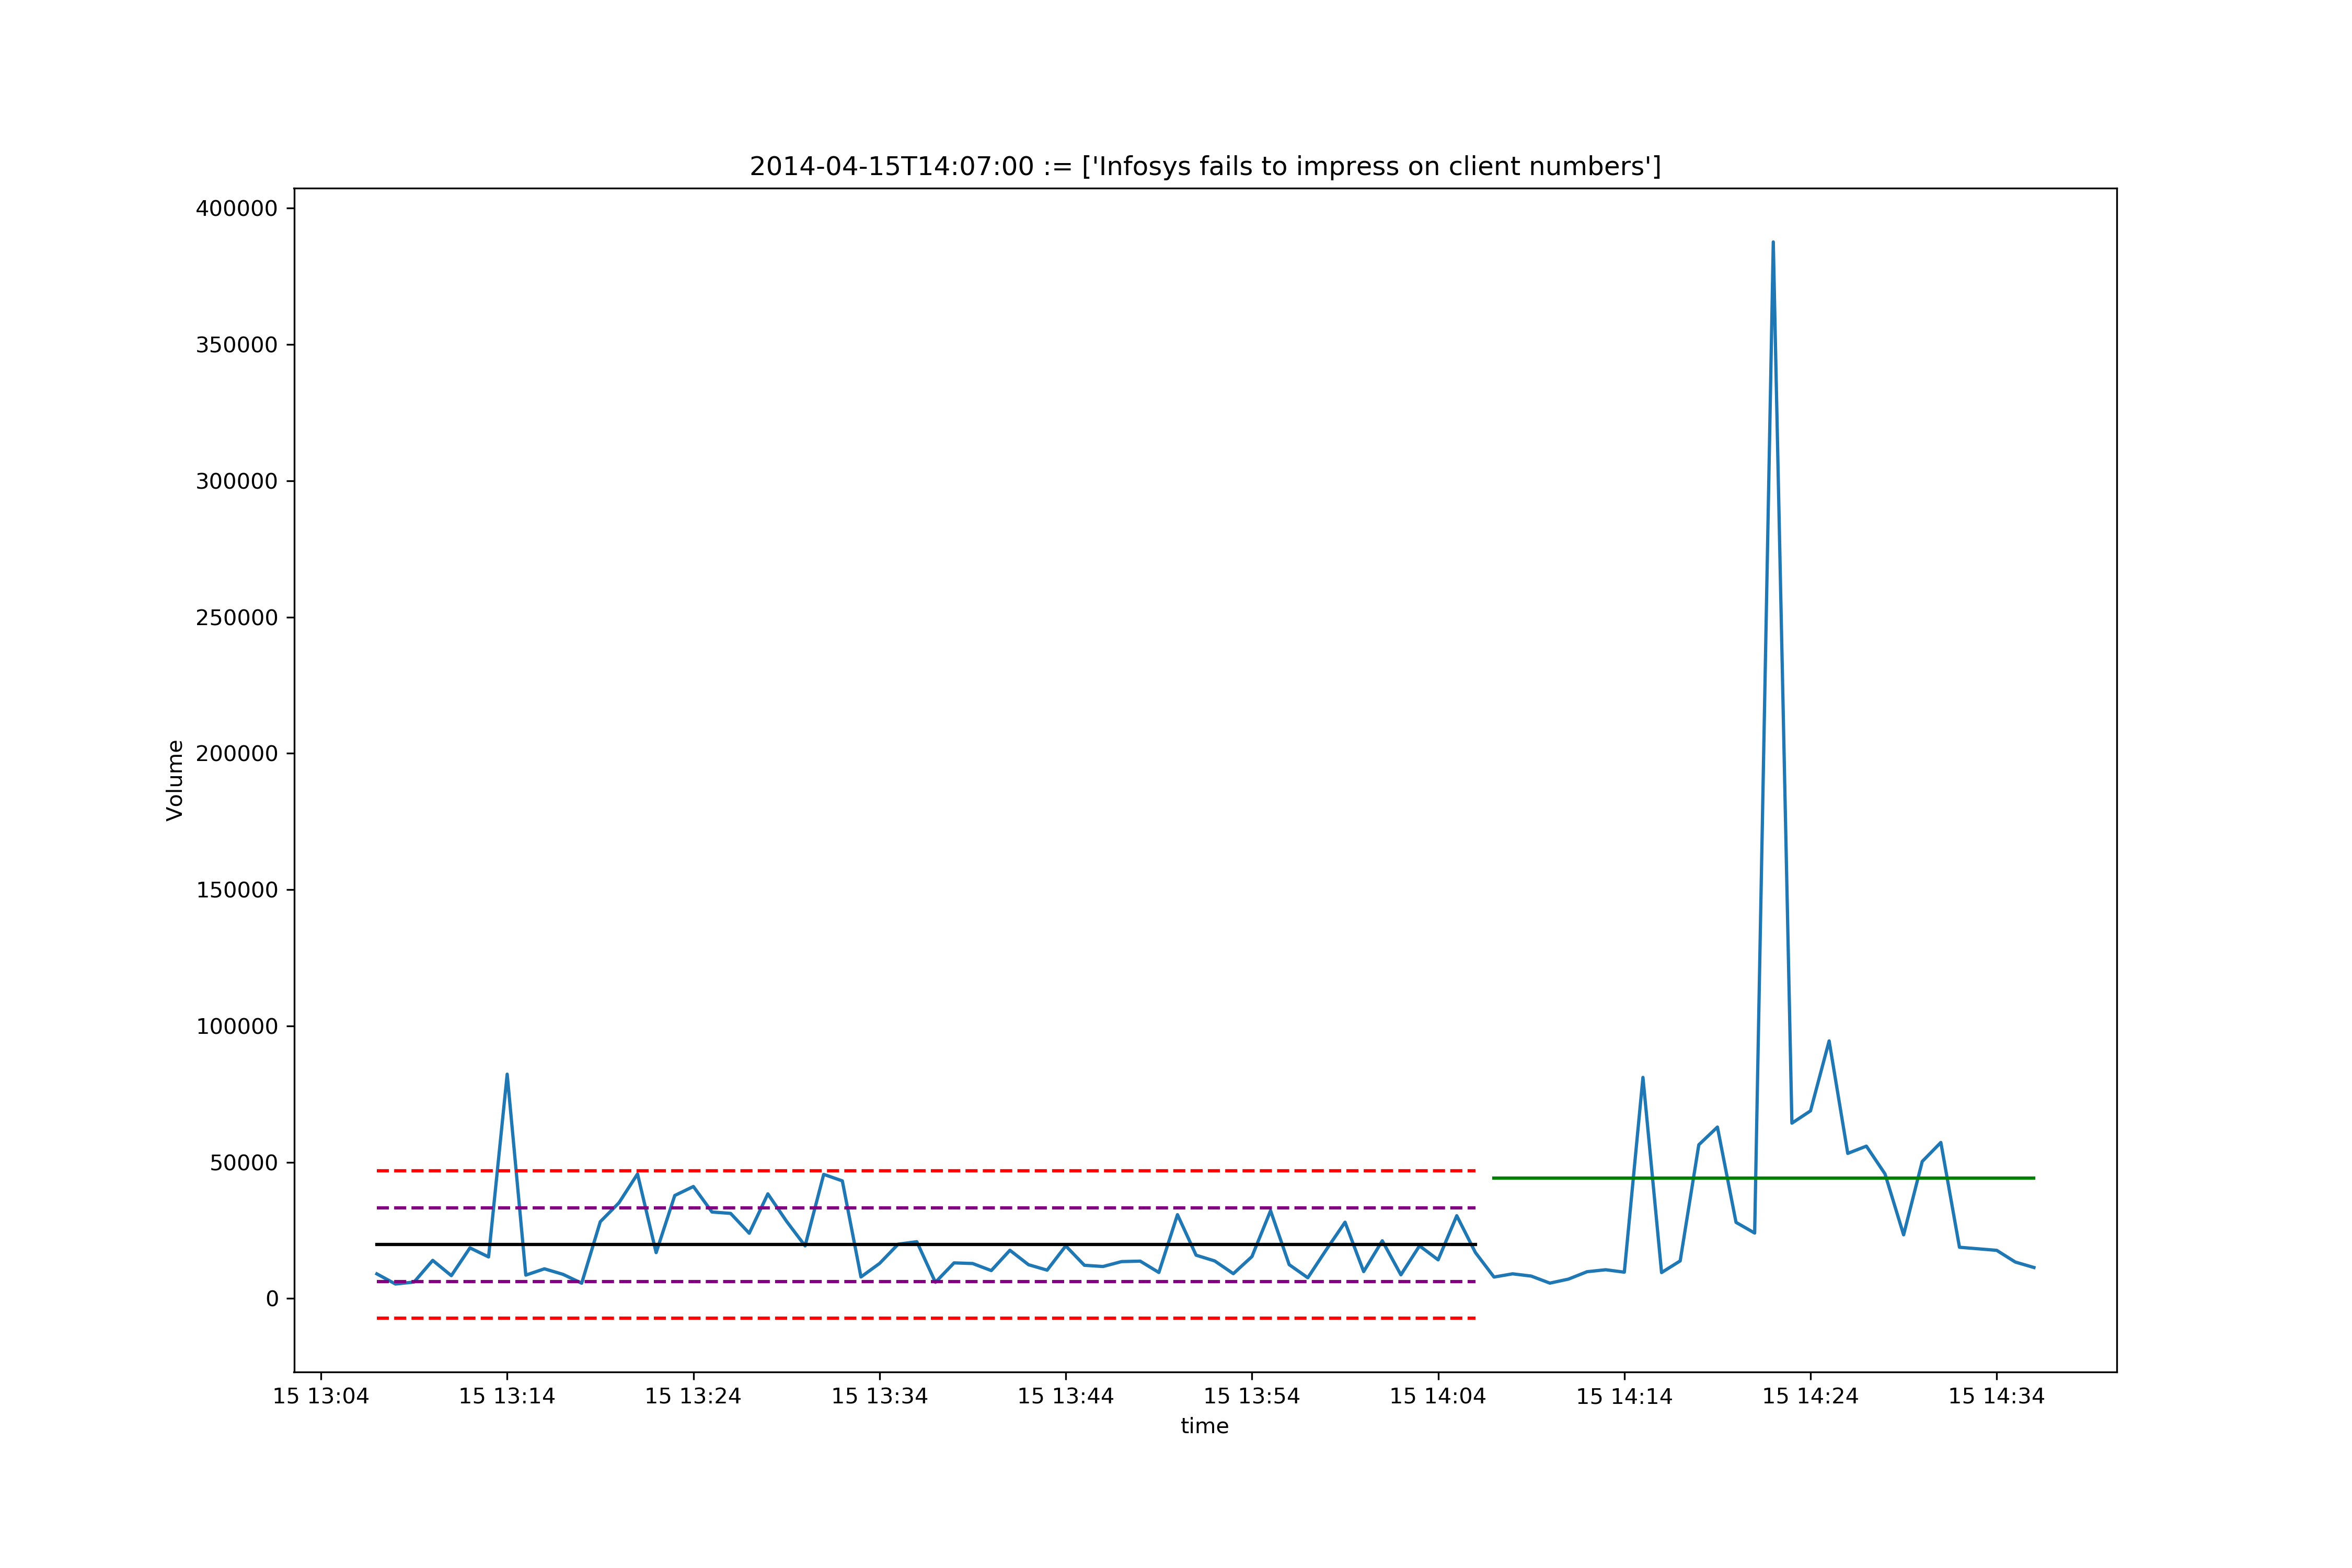 2014-04-15T14:07:00 := ['Infosys fails to impress on client numbers']
400000
350000
300000
250000
200000
150000
100000
50000
0
Volume
15 13:04 15 13:14 15 13:24 15 13:34 15 13:44 15 13:54 15 14:04 15 14:14 15 14:24 15 14:34
time